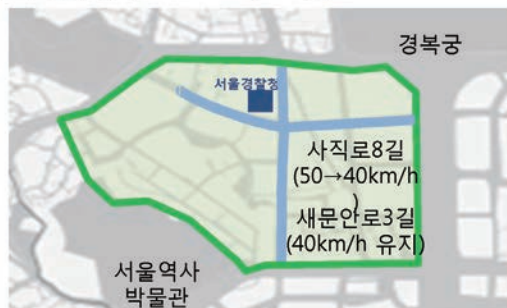 경복궁
서울경찰청
사직로8길
(50→40km/h
)
새문안로3길
(40km/h 유지)
서울역사
박물관